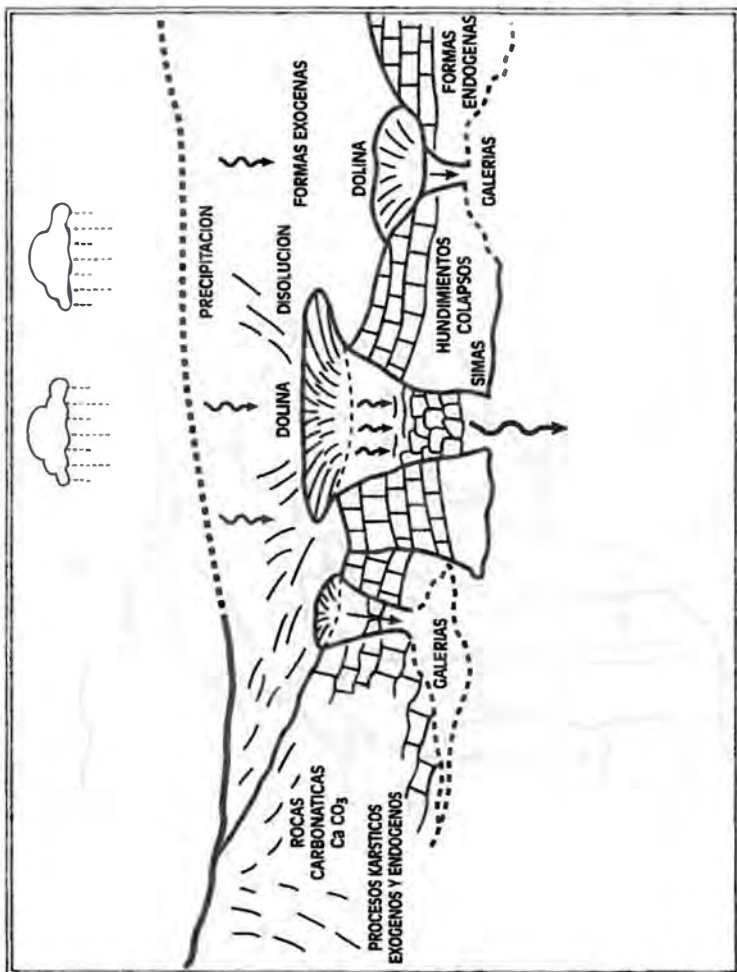 PRECIPITACION
DOLINA
DISOLUCION
FORMAS EXOGENAS
ROCAS
CARBONATICAS
Ca CO₃
DOLINA
PROCESOS KARSTICOS
EXOGENOS Y ENDOGENOS
GALERIAS
HUNDIMIENTOS
COLAPSOS
SIMAS
FORMAS
ENDOGENAS
GALERIAS